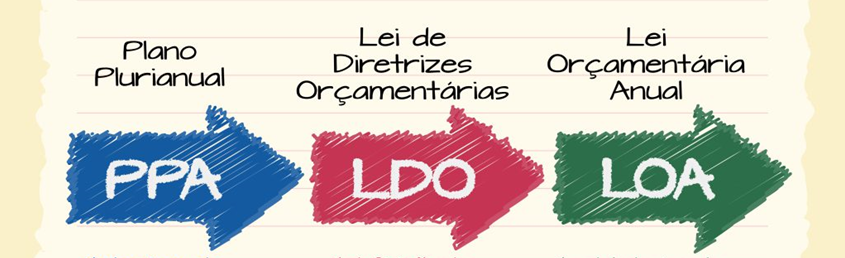 Plano
Plurianual
Lei de
Diretrizes
Orçamentárias
Lei
Orçamentária
Anual
PPA
LDO
LOA